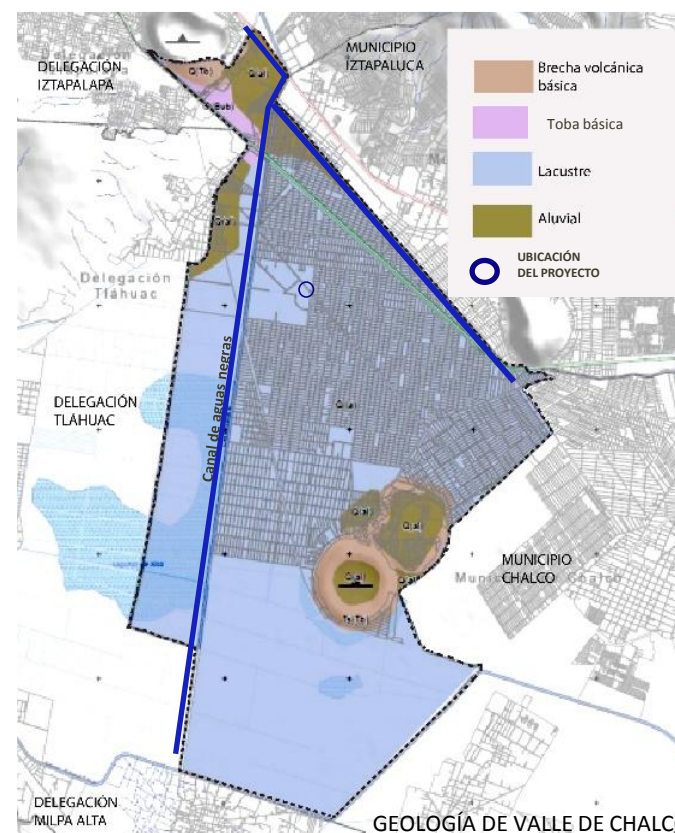 DELEGACIÓN
IZTAPALAPA
MUNICIPIO
IZTAPALUCA
Brecha volcánica
básica
Toba básica
Lacustre
Aluvial
UBICACIÓN
DEL PROYECTO
Delegación
Tláhuac
DELEGACIÓN
TLÁHUAC
Canal de aguas negras
MUNICIPIO
CHALCO
DELEGACIÓN
MILPA ALTA
GEOLOGÍA DE VALLE DE CHALC